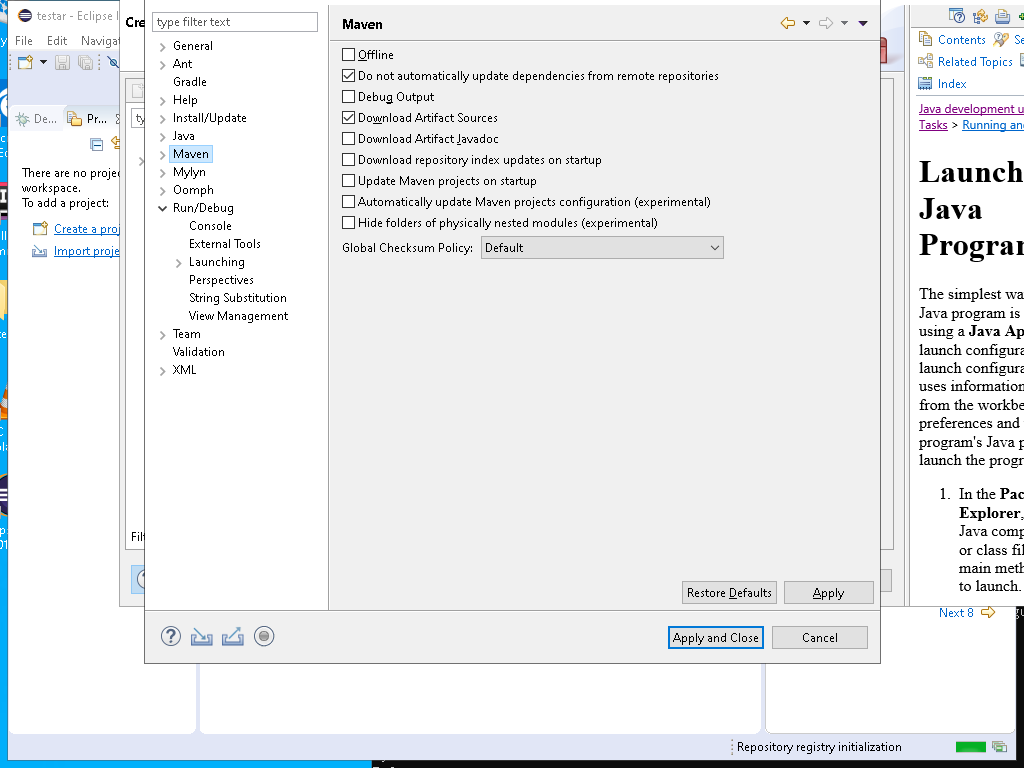 testar - Eclipse I
File Edit Navigat
De...
Pr...
There are no projec
workspace.
To add a project:
Create a proj
Import proje
Cre
ty
Filt
type filter text
General
Ant
Gradle
Help
Install/Update
Java
Maven
Mylyn
Oomph
Run/Debug
Console
External Tools
Launching
Perspectives
String Substitution
View Management
Team
Validation
XML
Maven
Offline
Do not automatically update dependencies from remote repositories
Debug Output
Download Artifact Sources
Download Artifact Javadoc
Download repository index updates on startup
Update Maven projects on startup
Automatically update Maven projects configuration (experimental)
Hide folders of physically nested modules (experimental)
Global Checksum Policy: Default
Restore Defaults Apply
Apply and Close Cancel
Contents Se
Related Topics
Index
Java development u
Tasks > Running and
Launch
Java
Program
The simplest wa
Java program is
using a Java Ap
launch configura
launch configura
uses information
from the workbe
preferences and
program's Java p
launch the progr
1. In the Pac
Explorer,
Java comp
or class fil
main meth
to launch.
Next 8
Repository registry initialization